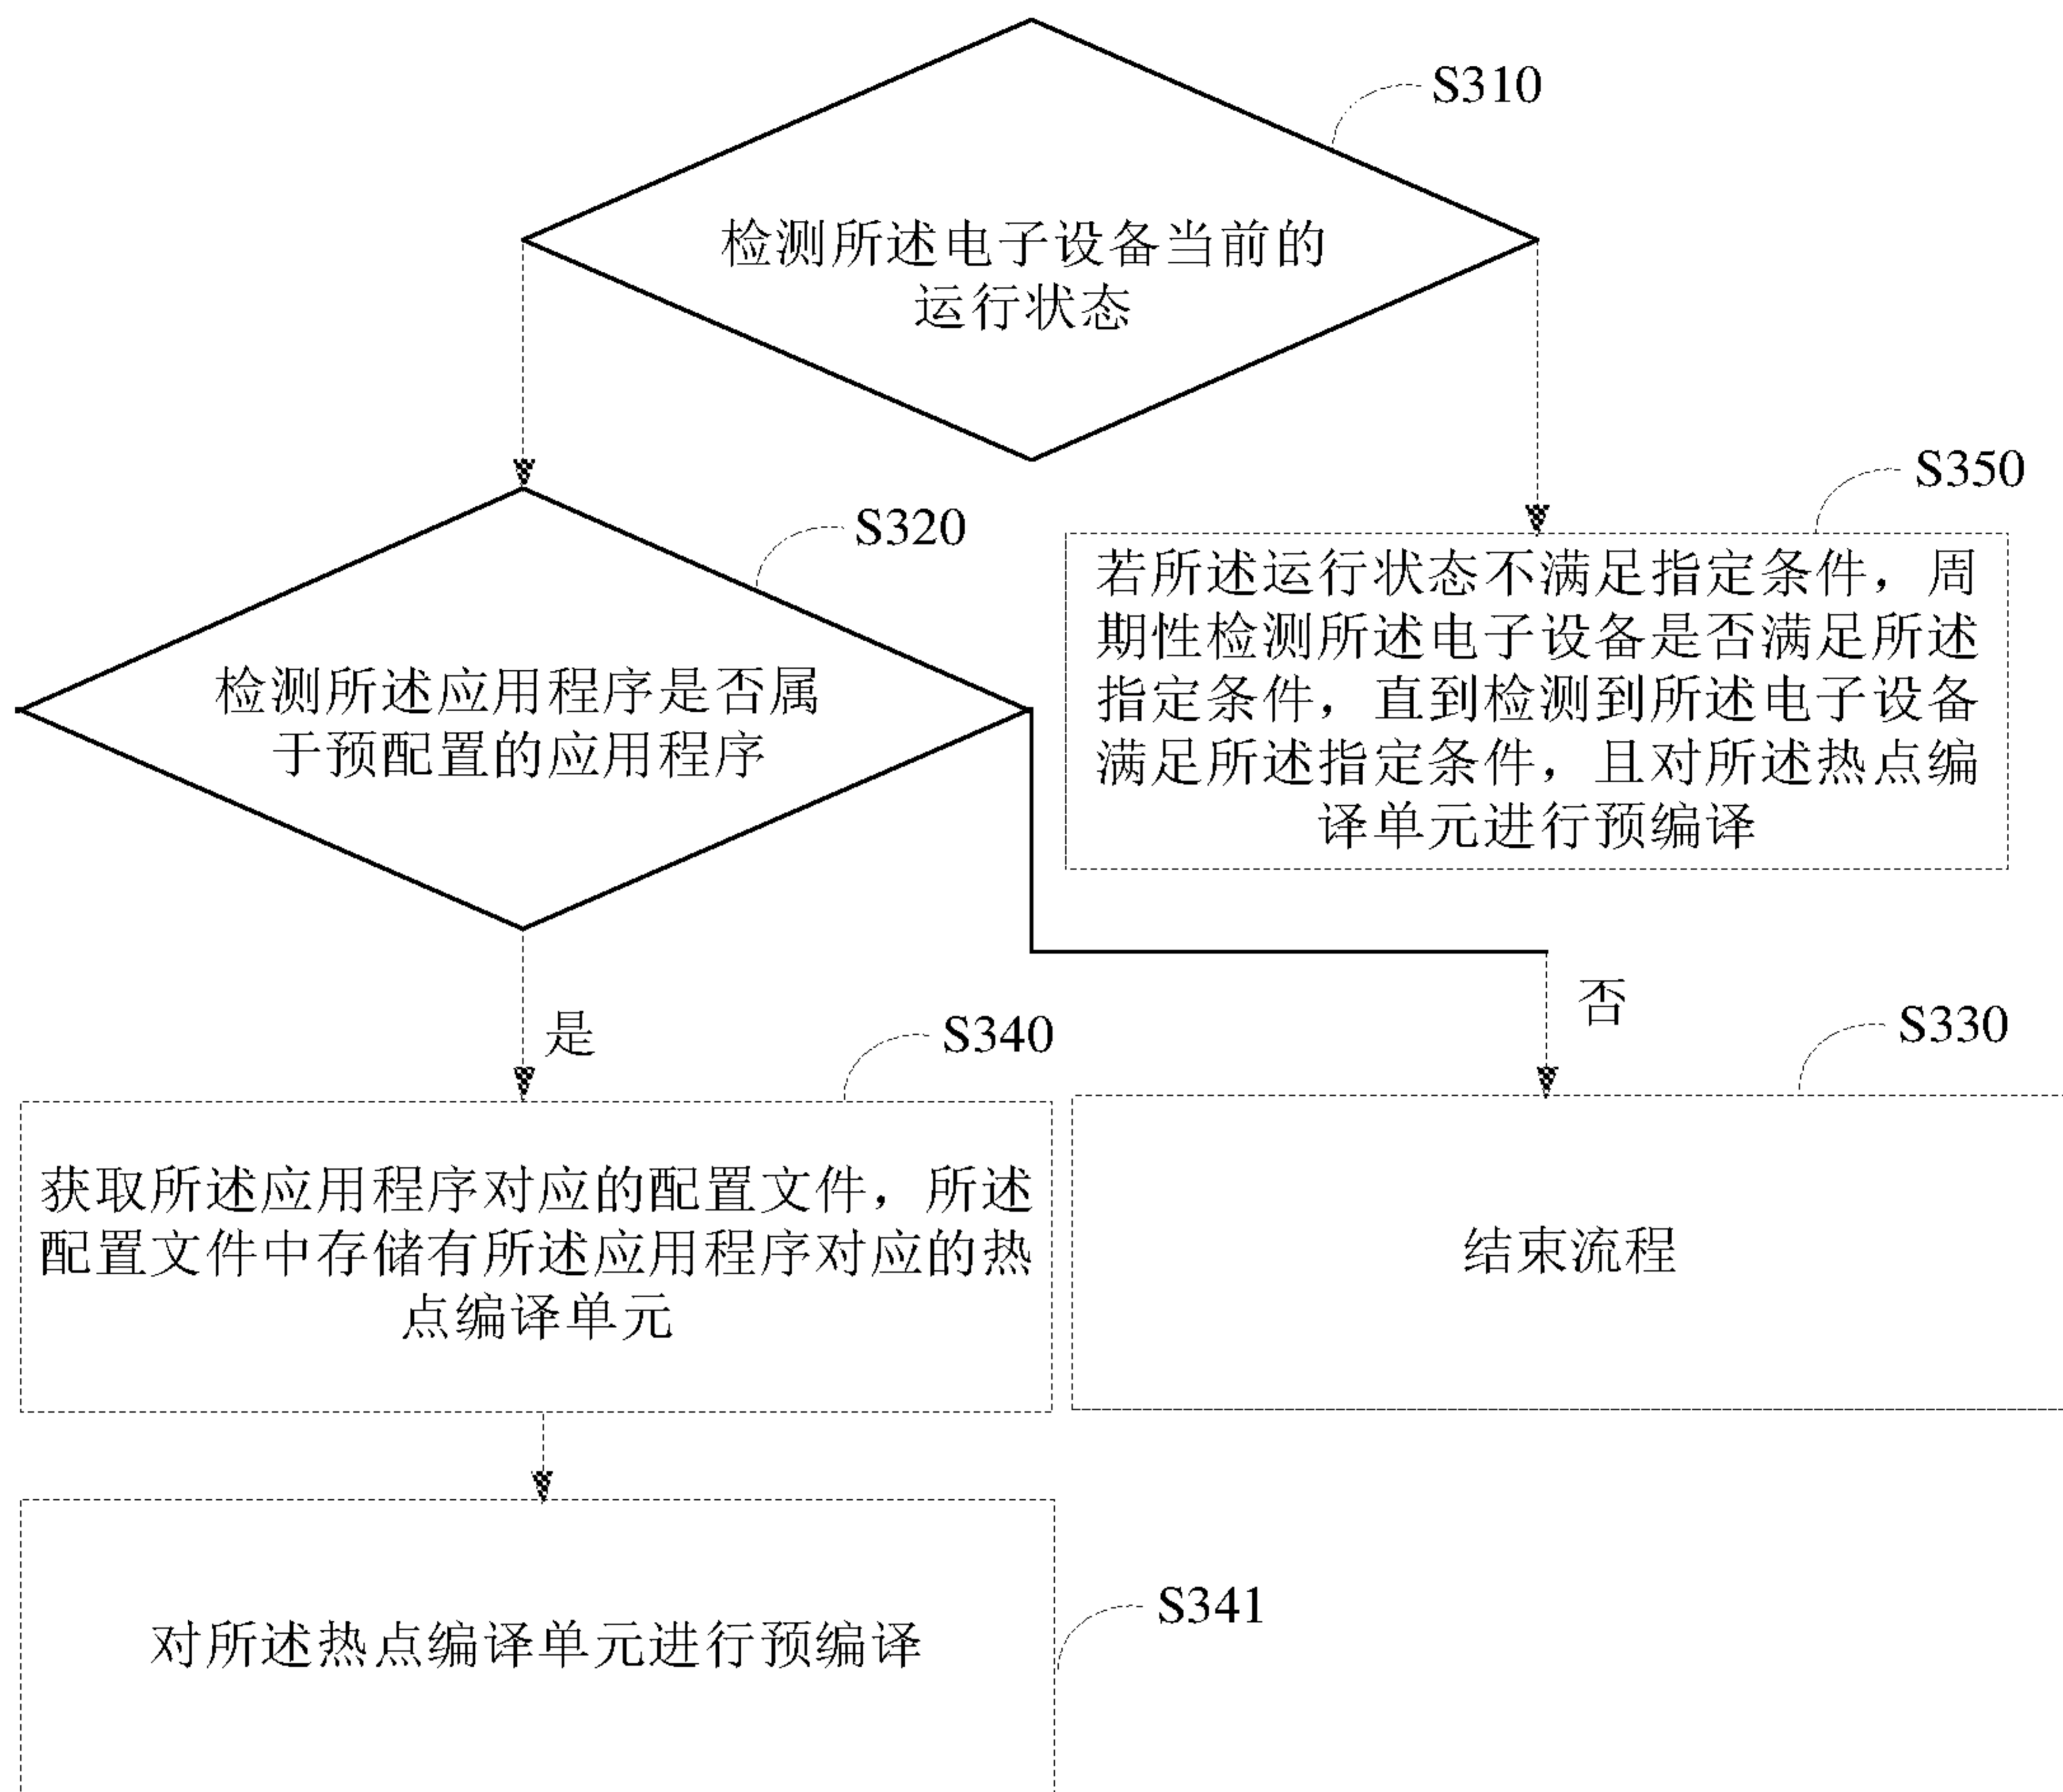 S310
检测所述电子设备当前的
运行状态
S320
检测所述应用程序是否属
于预配置的应用程序
S350
若所述运行状态不满足指定条件，周
期性检测所述电子设备是否满足所述
指定条件，直到检测到所述电子设备
满足所述指定条件，且对所述热点编
译单元进行预编译
是
否
S340
获取所述应用程序对应的配置文件，所述
配置文件中存储有所述应用程序对应的热
点编译单元
S330
结束流程
对所述热点编译单元进行预编译
S341